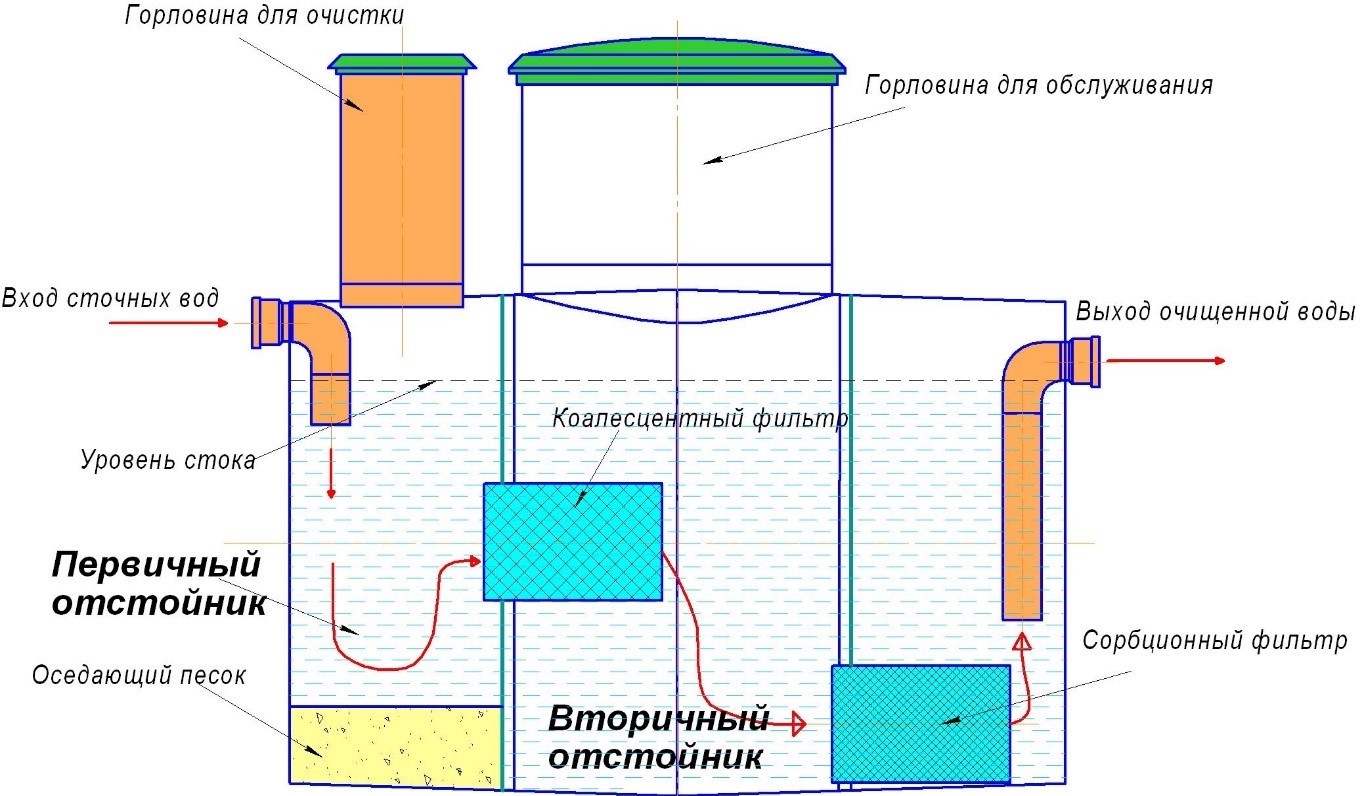 Горловина для очистки
Горловина для обслуживания
Вход сточных вод
Выход очищенной воды
Коалесцентный фильтр
Уровень стока
Первичный
отстойник
Сорбционный фильтр
Оседающий песок
Вторичный
отстойник